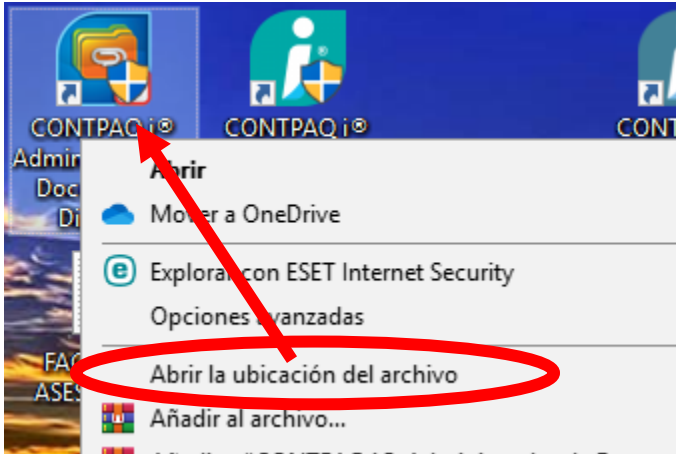 CONTPAQ i®
CONTPAQ i®
CONT
Admin
Doc
Di
Abrir
Mover a OneDrive
Explorar con ESET Internet Security
Opciones avanzadas
FAC
ASES
Abrir la ubicación del archivo
Añadir al archivo...